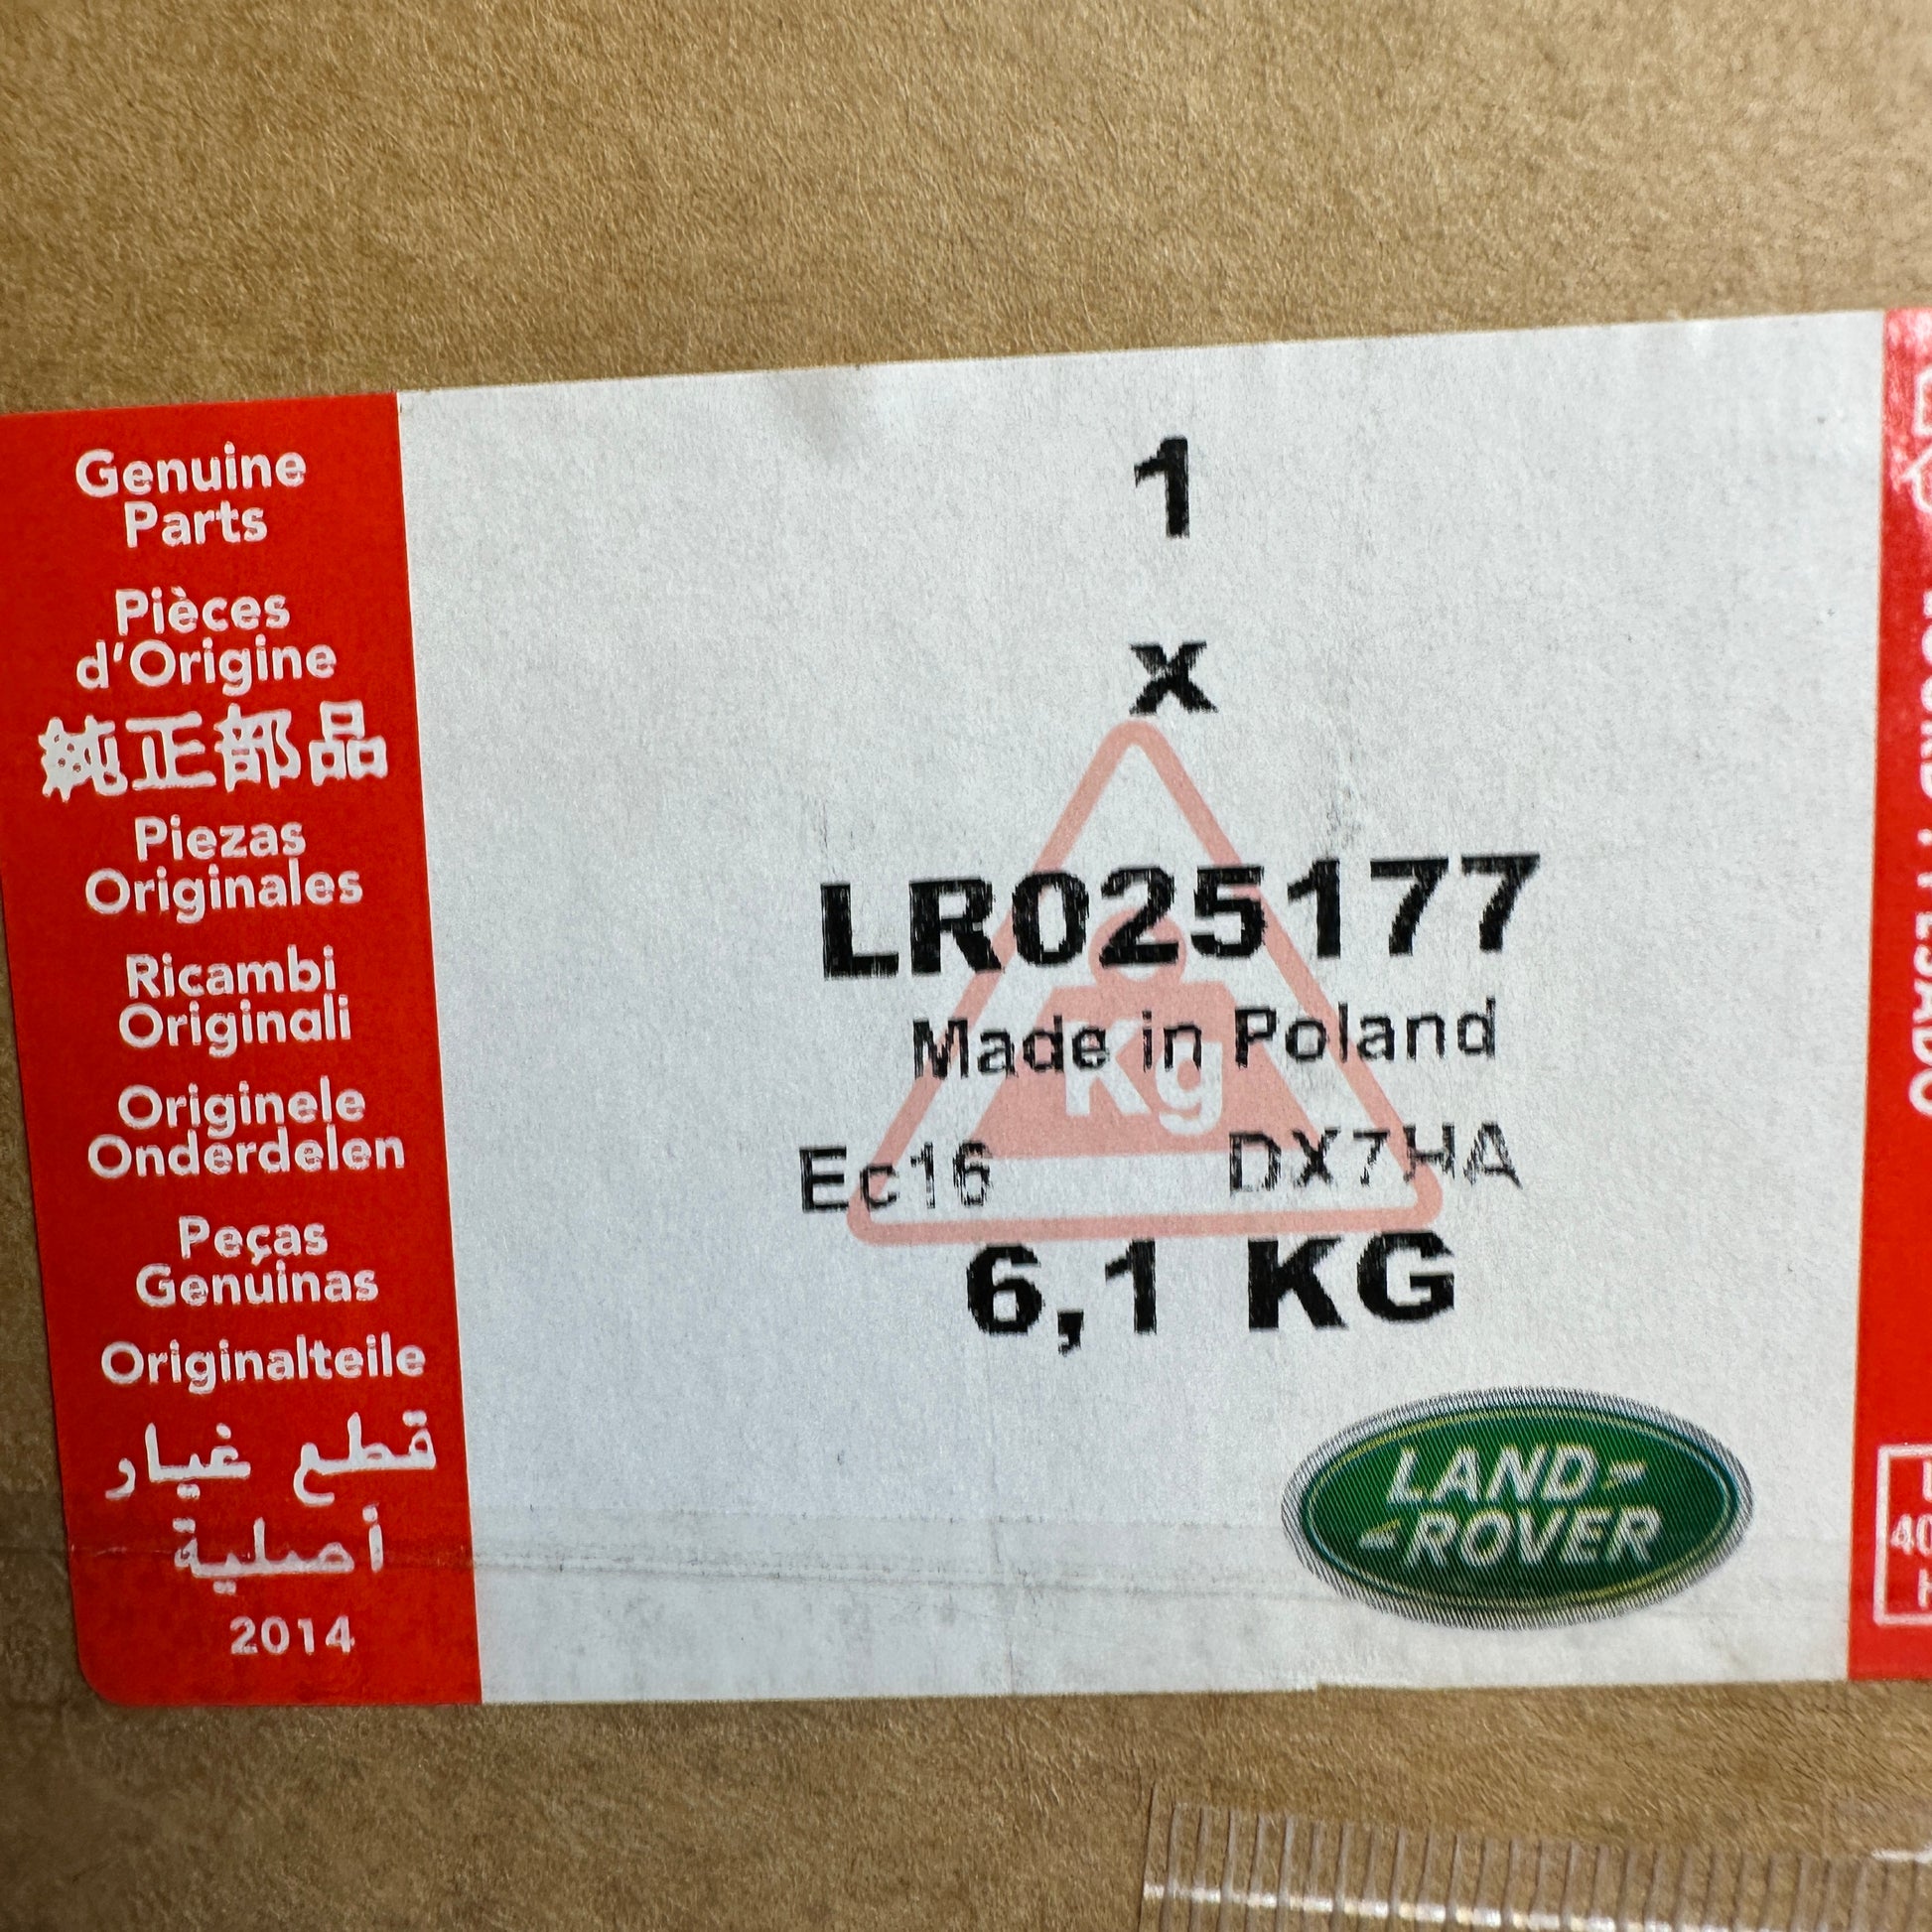 Genuine
Parts
Pièces
d'Origine
純正部品
Piezas
Originales
Ricambi
Originali
Originele
Onderdelen
Peças
Genuinas
Originalteile
قطع غيار
أصلية
2014
1
x
LR025177
Made in Poland
Kg
Ec16 DX7HA
6,1 KG
LAND
ROVER